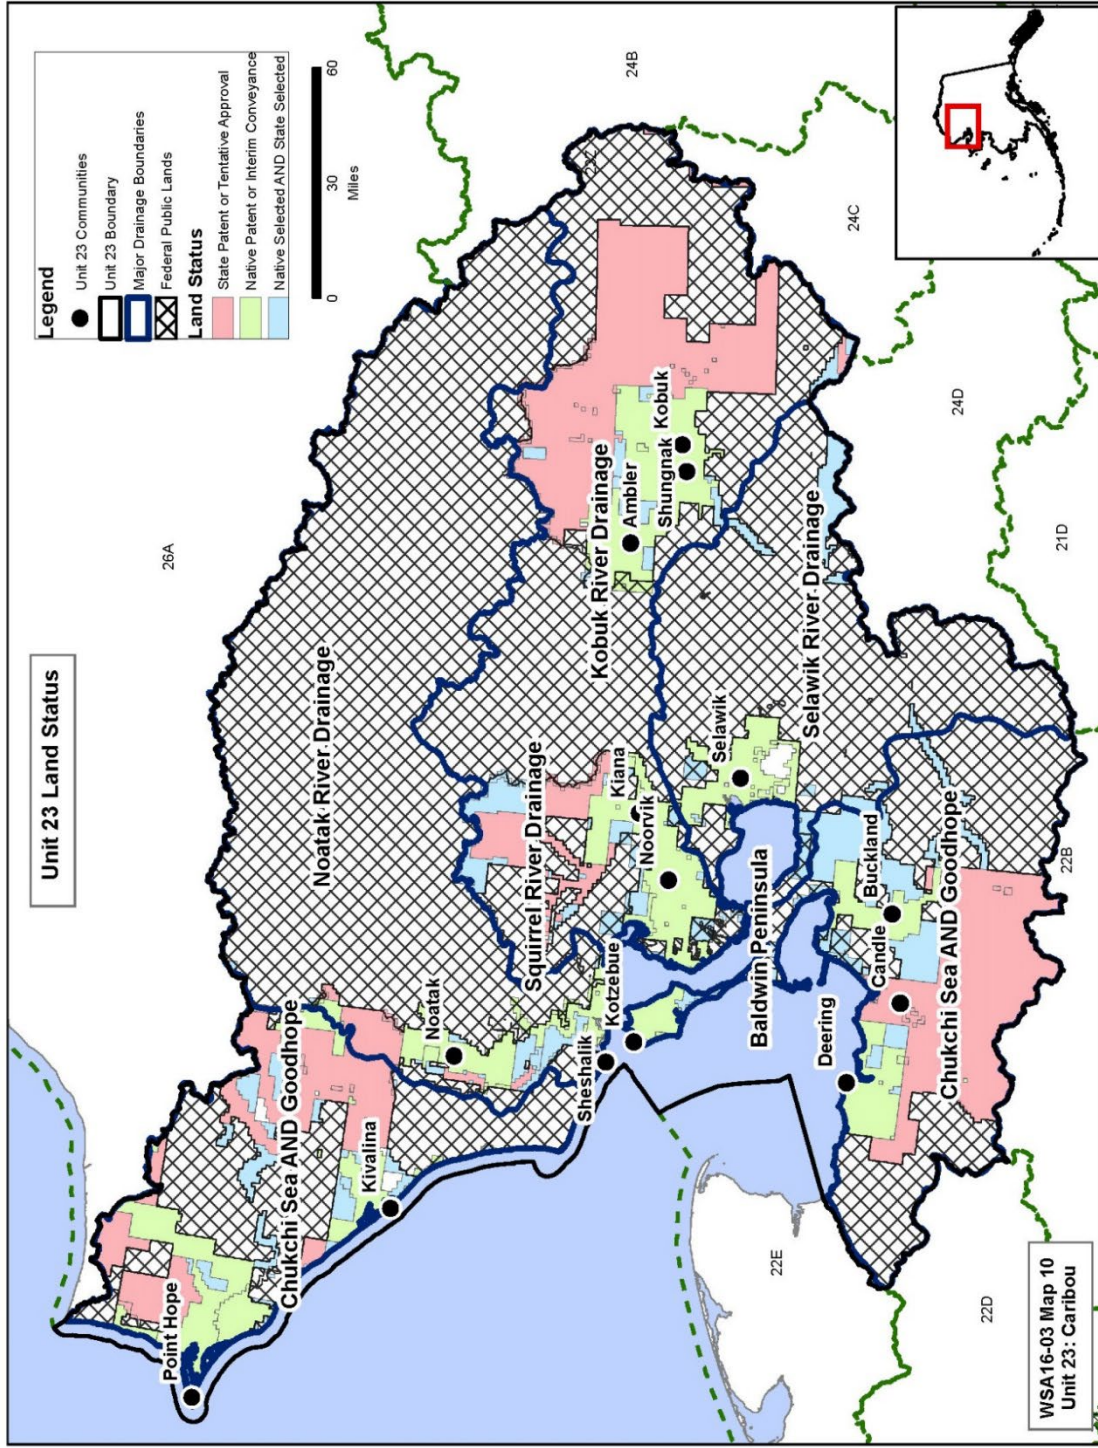 Unit 23 Land Status
Legend
Unit 23 Communities
Unit 23 Boundary
Major Drainage Boundaries
Federal Public Lands
Land Status
State Patent or Tentative Approval
Native Patent or Interim Conveyance
Native Selected AND State Selected
0 30 60
Miles
26A
24B
24C
24D
21D
22B
22D
22E
Noatak River Drainage
Kobuk River Drainage
Squirrel River Drainage
Selawik River Drainage
Baldwin Peninsula
Chukchi Sea AND Goodhope
Chukchi Sea AND Goodhope
Point Hope
Kivalina
Noatak
Sheshalik
Kotzebue
Noorvik
Kiana
Ambler
Shungnak
Kobuk
Selawik
Buckland
Candle
Deering
WSA16-03 Map 10
Unit 23: Caribou